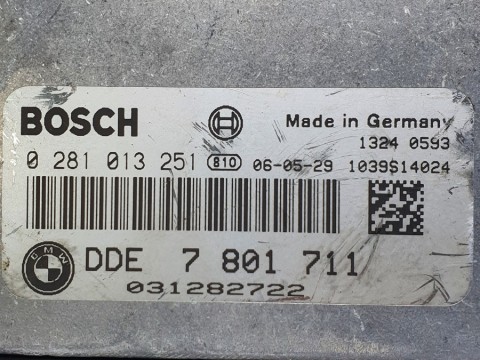 BOSCH Made in Germany
1324 0593
0 281 013 251 810 06-05-29 1039S14024
BMW DDE 7 801 711
031282722